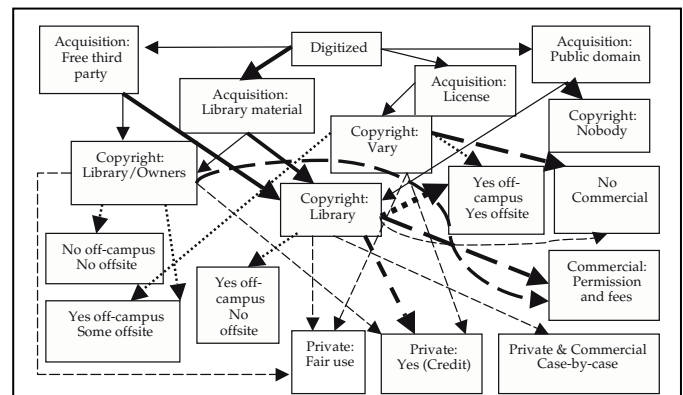 Acquisition:
Free third
party
Digitized
Acquisition:
Public domain
Acquisition:
Library material
Acquisition:
License
Copyright:
Nobody
Copyright:
Vary
Copyright:
Library/Owners
Copyright:
Library
Yes off-
campus
Yes offsite
No
Commercial
No off-campus
No offsite
Yes off-
campus
No
offsite
Commercial:
Permission
and fees
Yes off-campus
Some offsite
Private:
Fair use
Private:
Yes (Credit)
Private & Commercial
Case-by-case